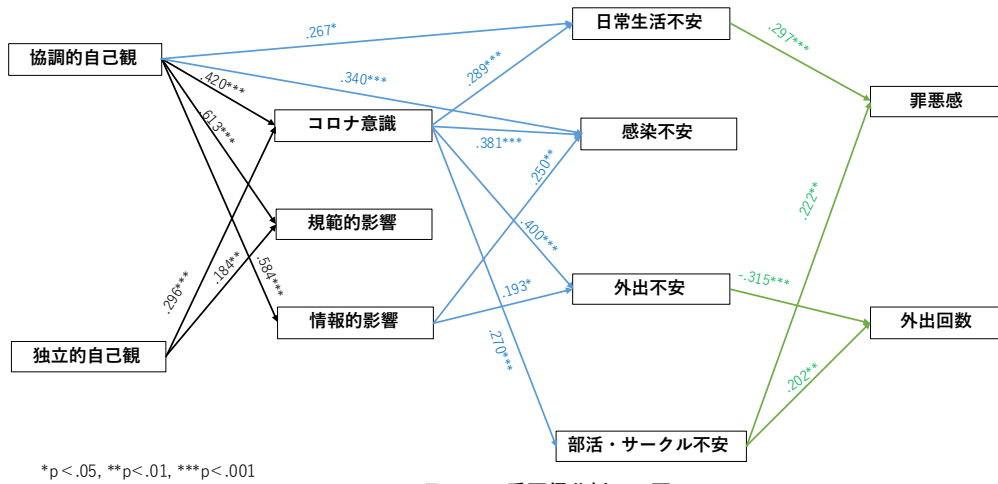 日常生活不安
.267*
.297***
協調的自己観
.289***
.340***
.420***
罪悪感
コロナ意識
感染不安
.613***
.381***
.250**
.222**
規範的影響
.400***
.184**
.584***
-.315***
.193*
外出不安
.296***
情報的影響
外出回数
独立的自己観
.270***
.202**
部活・サークル不安
*p<.05, **p<.01, ***p<.001